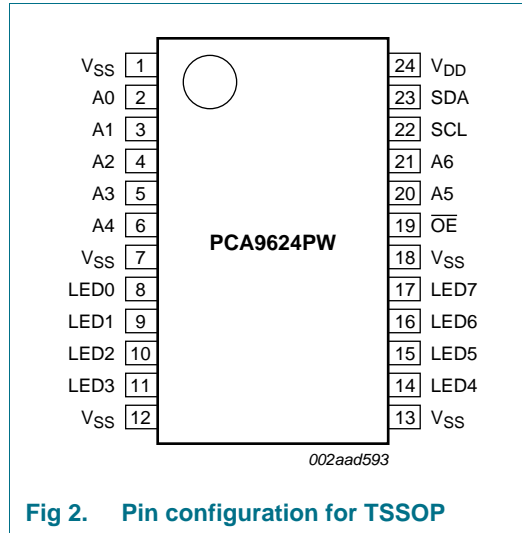 VSS 1 24 VDD
A0 2 23 SDA
A1 3 22 SCL
A2 4 21 A6
A3 5 20 A5
A4 6 19 OE
PCA9624PW
VSS 7 18 VSS
LED0 8 17 LED7
LED1 9 16 LED6
LED2 10 15 LED5
LED3 11 14 LED4
VSS 12 13 VSS
002aad593
Fig 2. Pin configuration for TSSOP